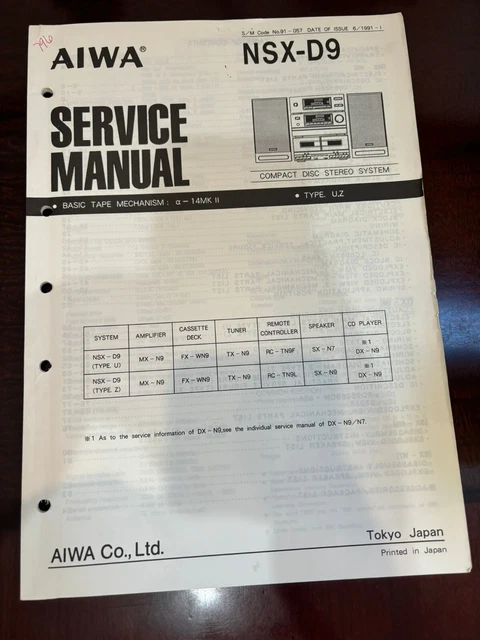 S/M Code No.91-057 DATE OF ISSUE 6/1991-I
796
AIWA®
NSX-D9
SERVICE
MANUAL
COMPACT DISC STEREO SYSTEM
• BASIC TAPE MECHANISM : α-14MK II
• TYPE. U,Z
SYSTEM AMPLIFIER CASSETTE DECK TUNER REMOTE CONTROLLER SPEAKER CD PLAYER
NSX-D9 (TYPE. U) MX-N9 FX-WN9 TX-N9 RC-TN9F SX-N7 ※1 DX-N9
NSX-D9 (TYPE. Z) MX-N9 FX-WN9 TX-N9 RC-TN9L SX-N9 ※1 DX-N9
※1 As to the service information of DX-N9,see the individual service manual of DX-N9/N7.
AIWA Co.,Ltd.
Tokyo Japan
Printed in Japan